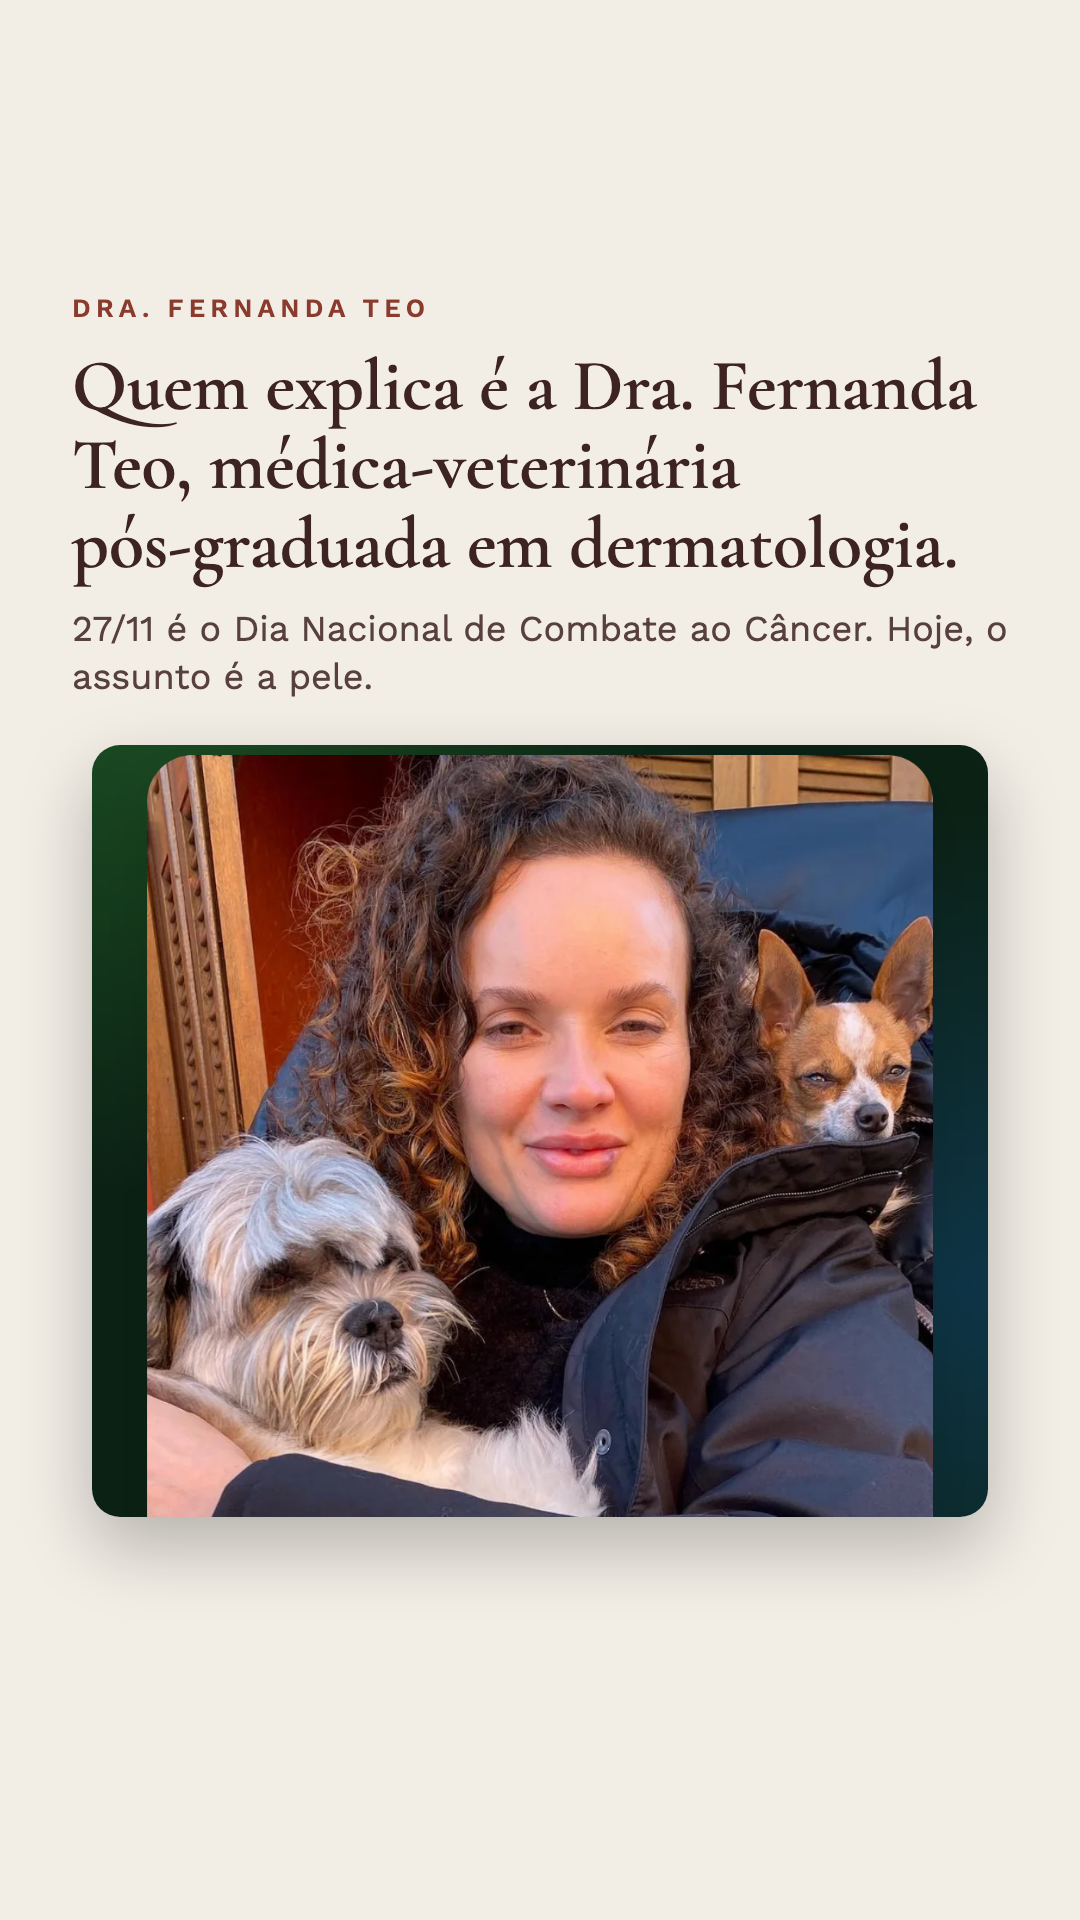 DRA. FERNANDA TEO
Quem explica é a Dra. Fernanda
Teo, médica-veterinária
pós-graduada em dermatologia.
27/11 é o Dia Nacional de Combate ao Câncer. Hoje, o
assunto é a pele.